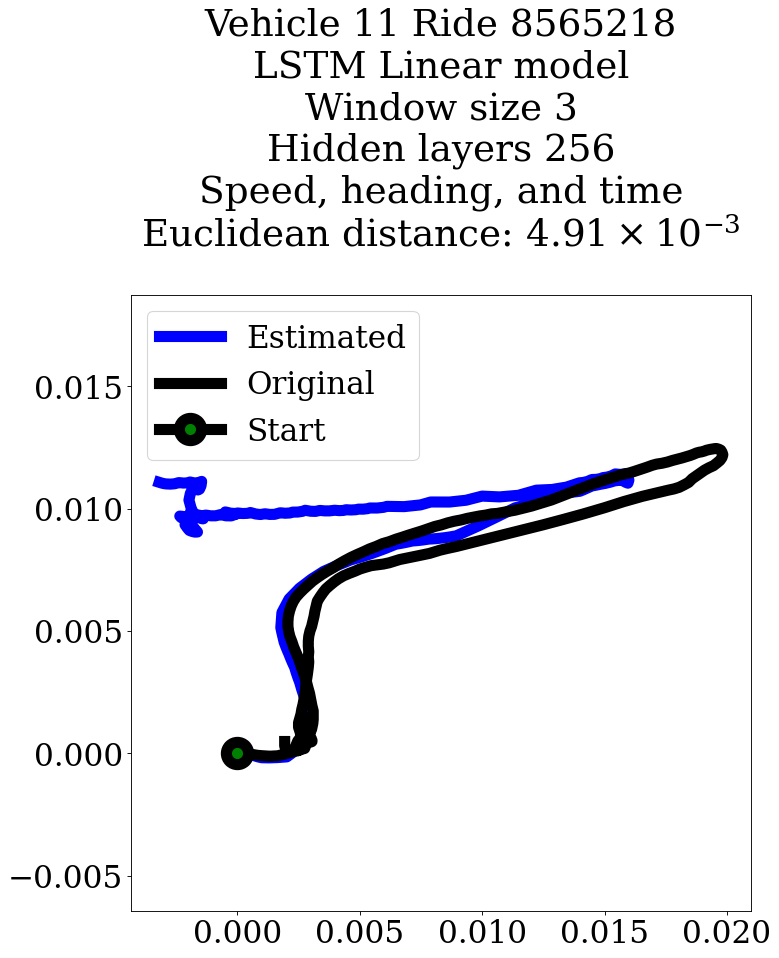 Vehicle 11 Ride 8565218
LSTM Linear model
Window size 3
Hidden layers 256
Speed, heading, and time
Euclidean distance: 4.91 × 10⁻³
Estimated
Original
Start
0.015
0.010
0.005
0.000
−0.005
0.000 0.005 0.010 0.015 0.020